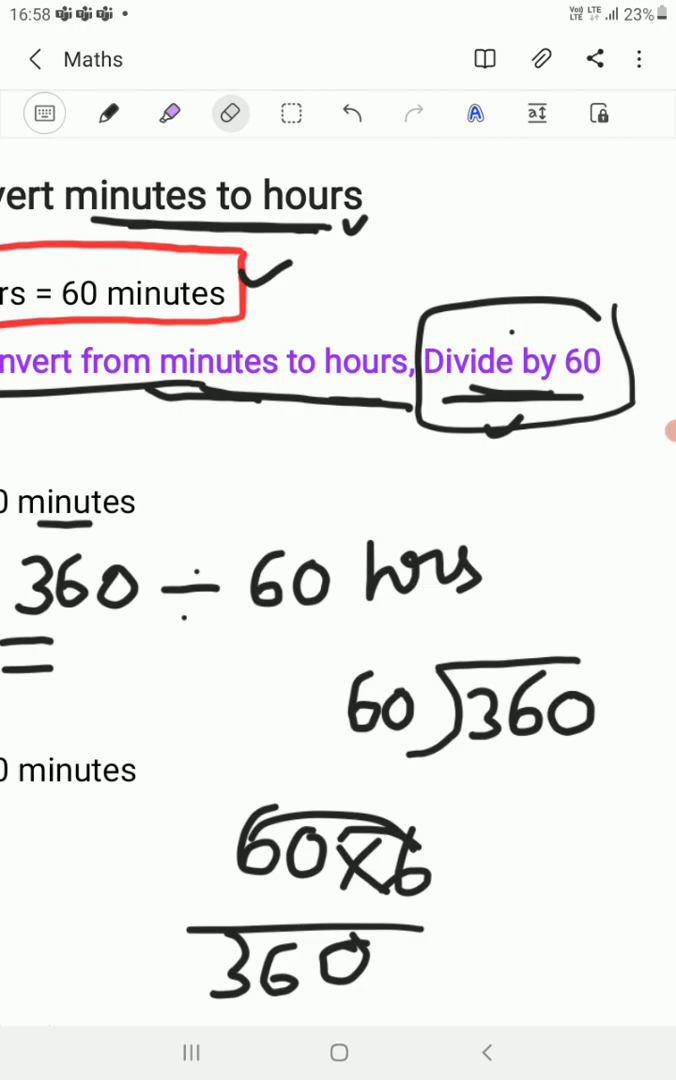 16:58 23%
Maths
vert minutes to hours
rs = 60 minutes
nvert from minutes to hours, Divide by 60
0 minutes
360 ÷ 60 hors
=
60)360
0 minutes
60×6
360